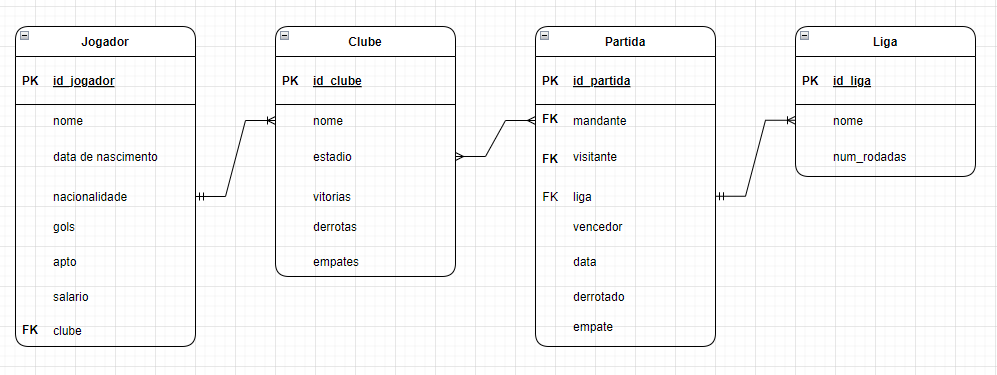 Jogador
PK id_jogador
nome
data de nascimento
nacionalidade
gols
apto
salario
FK clube
Clube
PK id_clube
nome
estadio
vitorias
derrotas
empates
Partida
PK id_partida
FK mandante
FK visitante
FK liga
vencedor
data
derrotado
empate
Liga
PK id_liga
nome
num_rodadas